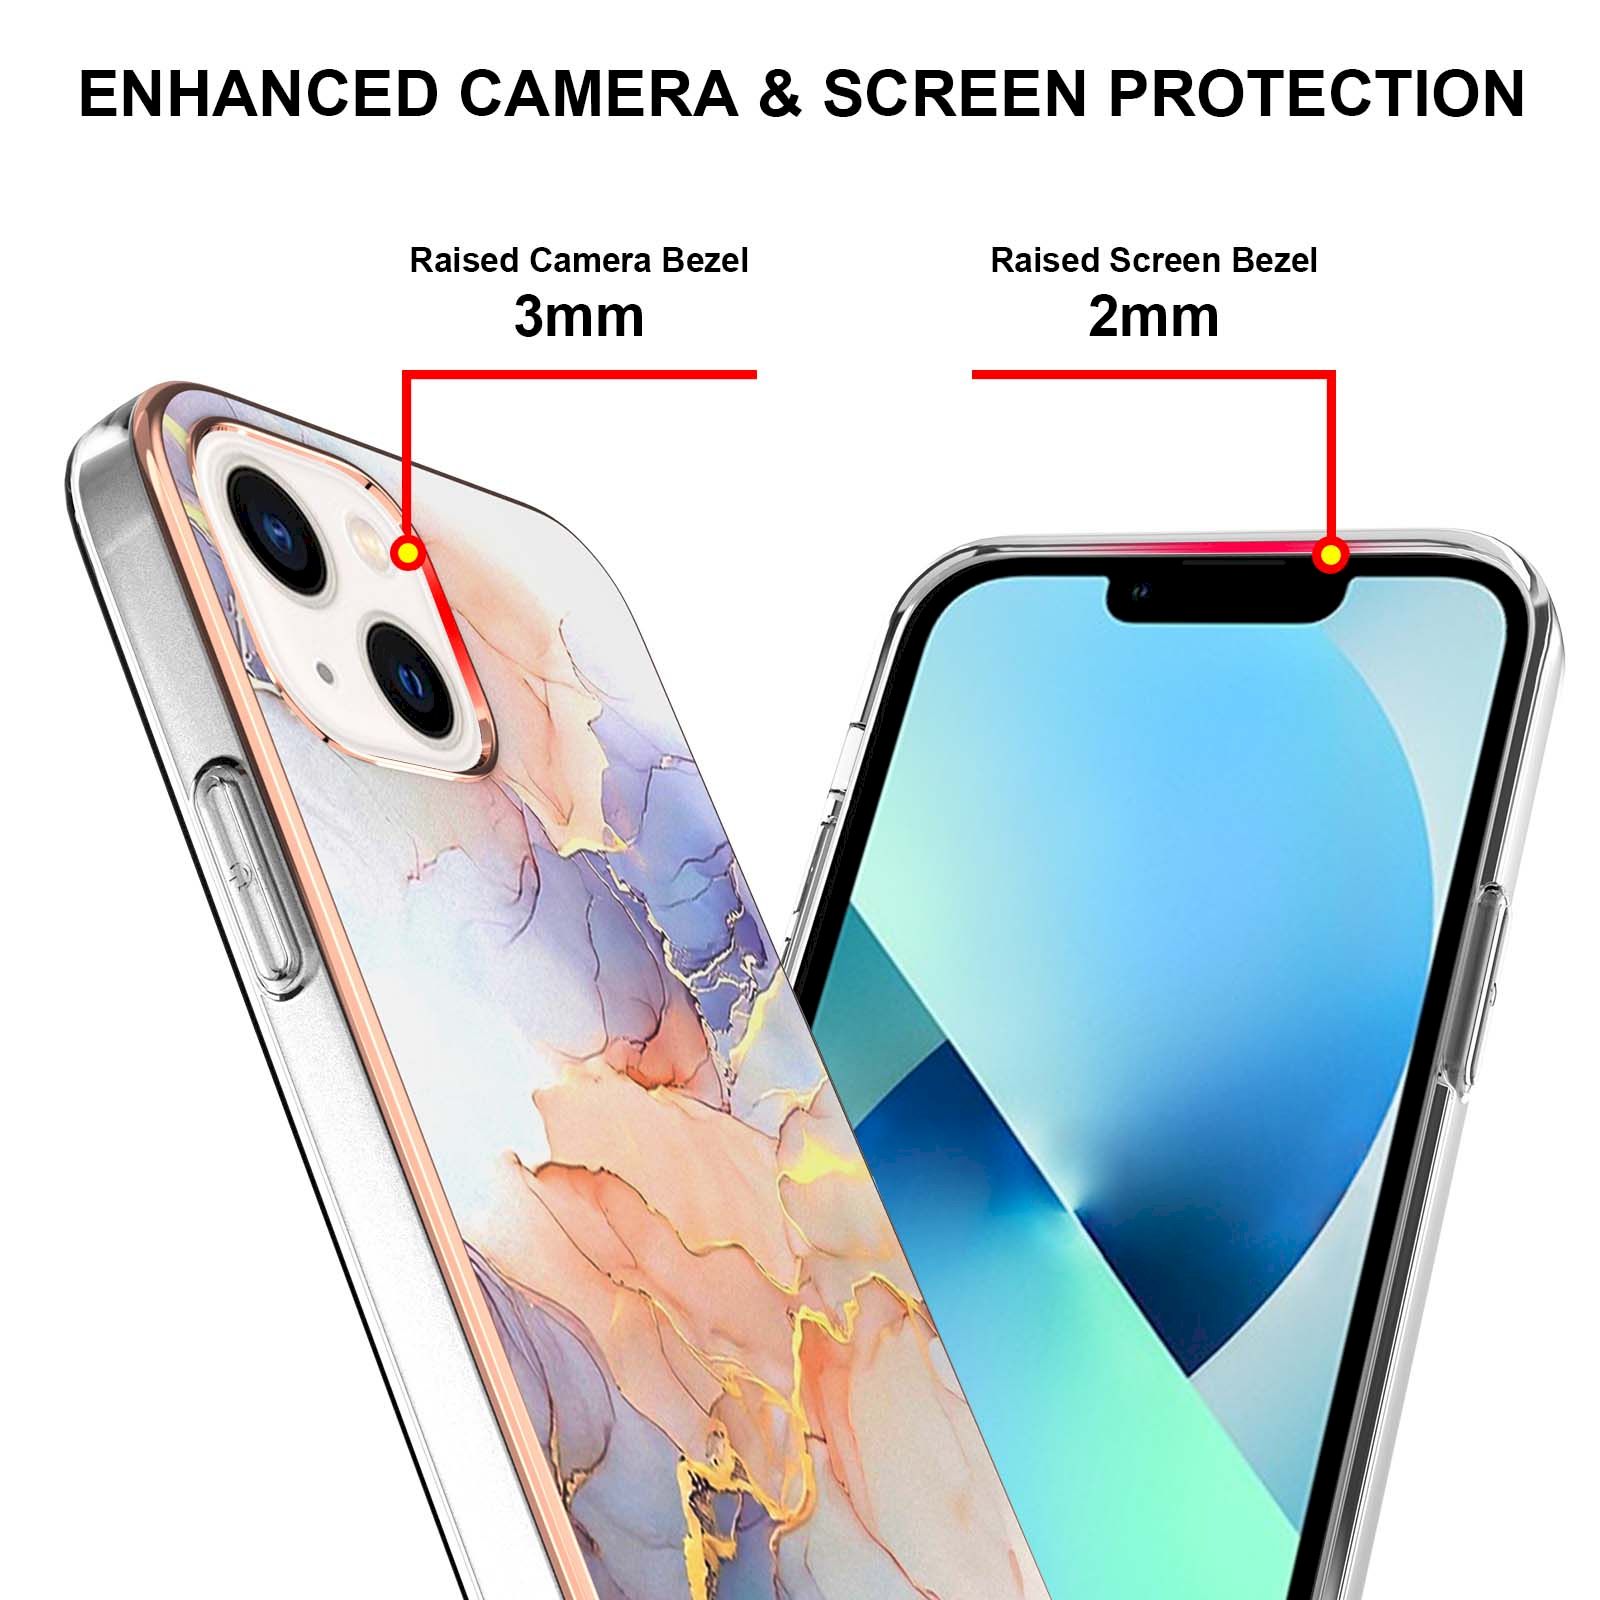 ENHANCED CAMERA & SCREEN PROTECTION
Raised Camera Bezel
3mm
Raised Screen Bezel
2mm